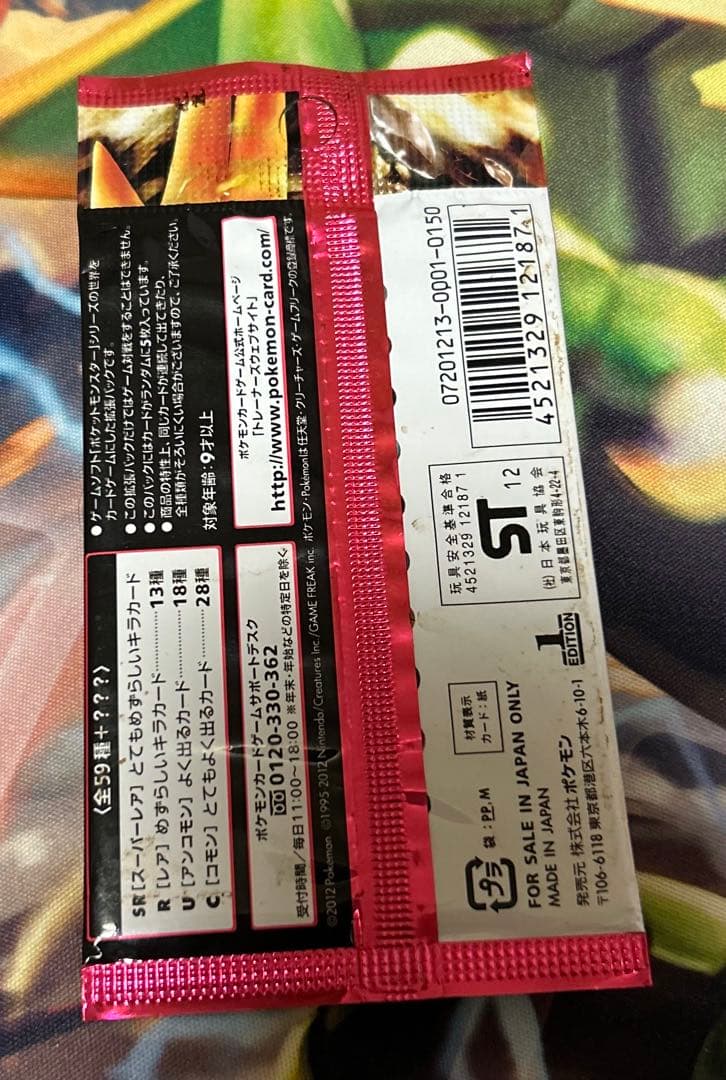 ●ゲームソフト「ポケットモンスター」シリーズの世界を
カードゲームにした拡張パックです。
●この拡張パックだけではゲーム対戦をすることはできません。
●このパックにはカードがランダムに5枚入っています。
●商品の特性上、同じカードが連続して出てきたり、
全種類がそろいにくい場合がございますので、ご了承ください。
対象年齢:9才以上
ポケモンカードゲーム公式ホームページ
「トレーナーズウェブサイト」
http://www.pokemon-card.com/
〈全59種+???〉
SR[スーパーレア]とてもめずらしいキラカード
R[レア]めずらしいキラカード…………13種
U[アンコモン]よく出るカード…………18種
C[コモン]とてもよく出るカード…………28種
ポケモンカードゲームサポートデスク
0120-330-362
受付時間/毎日11:00〜18:00 ※年末・年始などの特定日を除く
©2012 Pokémon ©1995 2012 Nintendo/Creatures Inc./GAME FREAK inc. ポケモン・Pokémonは任天堂・クリーチャーズ・ゲームフリークの登録商標です。
07201213-0P01-0150
4521329 121871
玩具安全基準合格
4521329 121871
ST 12
(社)日本玩具協会
東京都墨田区東駒形4-22-4
材質表示
カード:紙
1
EDITION
プラ
袋:PP,M
FOR SALE IN JAPAN ONLY
MADE IN JAPAN
発売元 株式会社ポケモン
〒106-6118 東京都港区六本木6-10-1